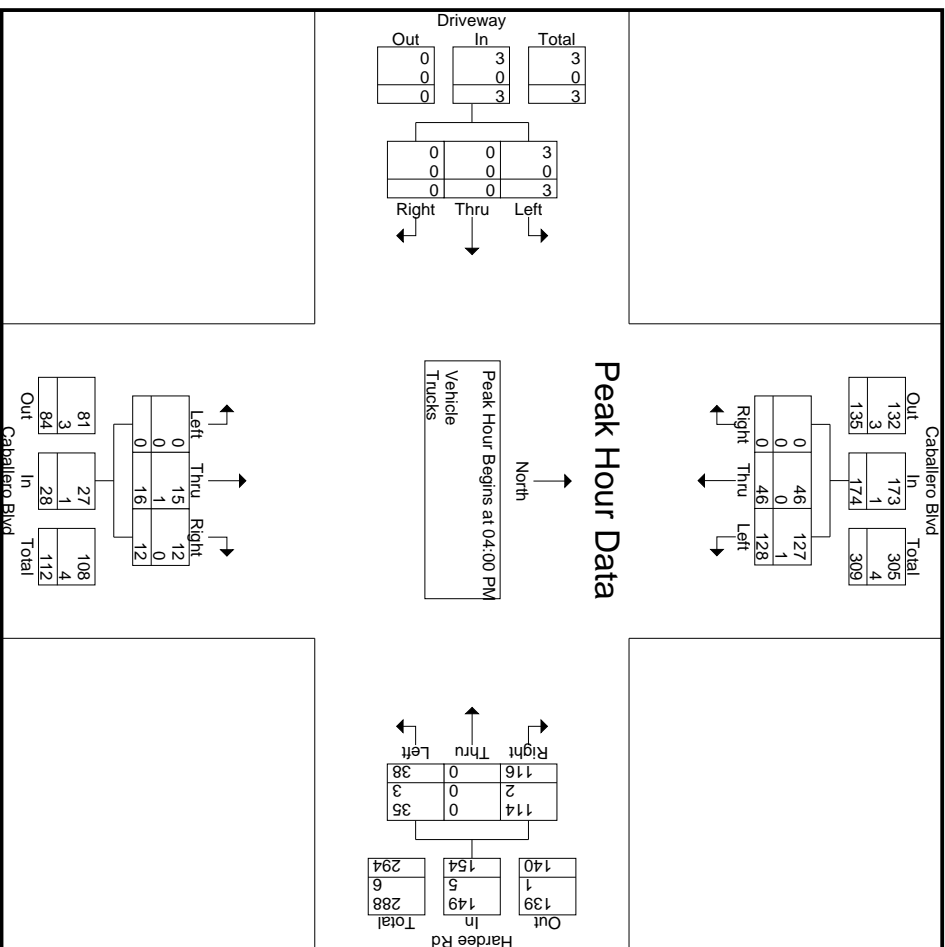 Driveway
Out In Total
0 3 3
0 0 0
0 3 3
0 0 3
0 0 0
0 0 3
Right Thru Left
Peak Hour Data
North
Peak Hour Begins at 04:00 PM
Vehicle
Trucks
Caballero Blvd
Out In Total
132 173 305
3 1 4
135 174 309
0 46 127
0 0 1
0 46 128
Right Thru Left
Left Thru Right
0 15 12
0 1 0
0 16 12
81 27 108
3 1 4
84 28 112
Out In Total
Caballero Blvd
Right Thru Left
116 0 38
2 0 3
114 0 35
140 154 294
1 5 6
139 149 288
Out In Total
Hardee Rd